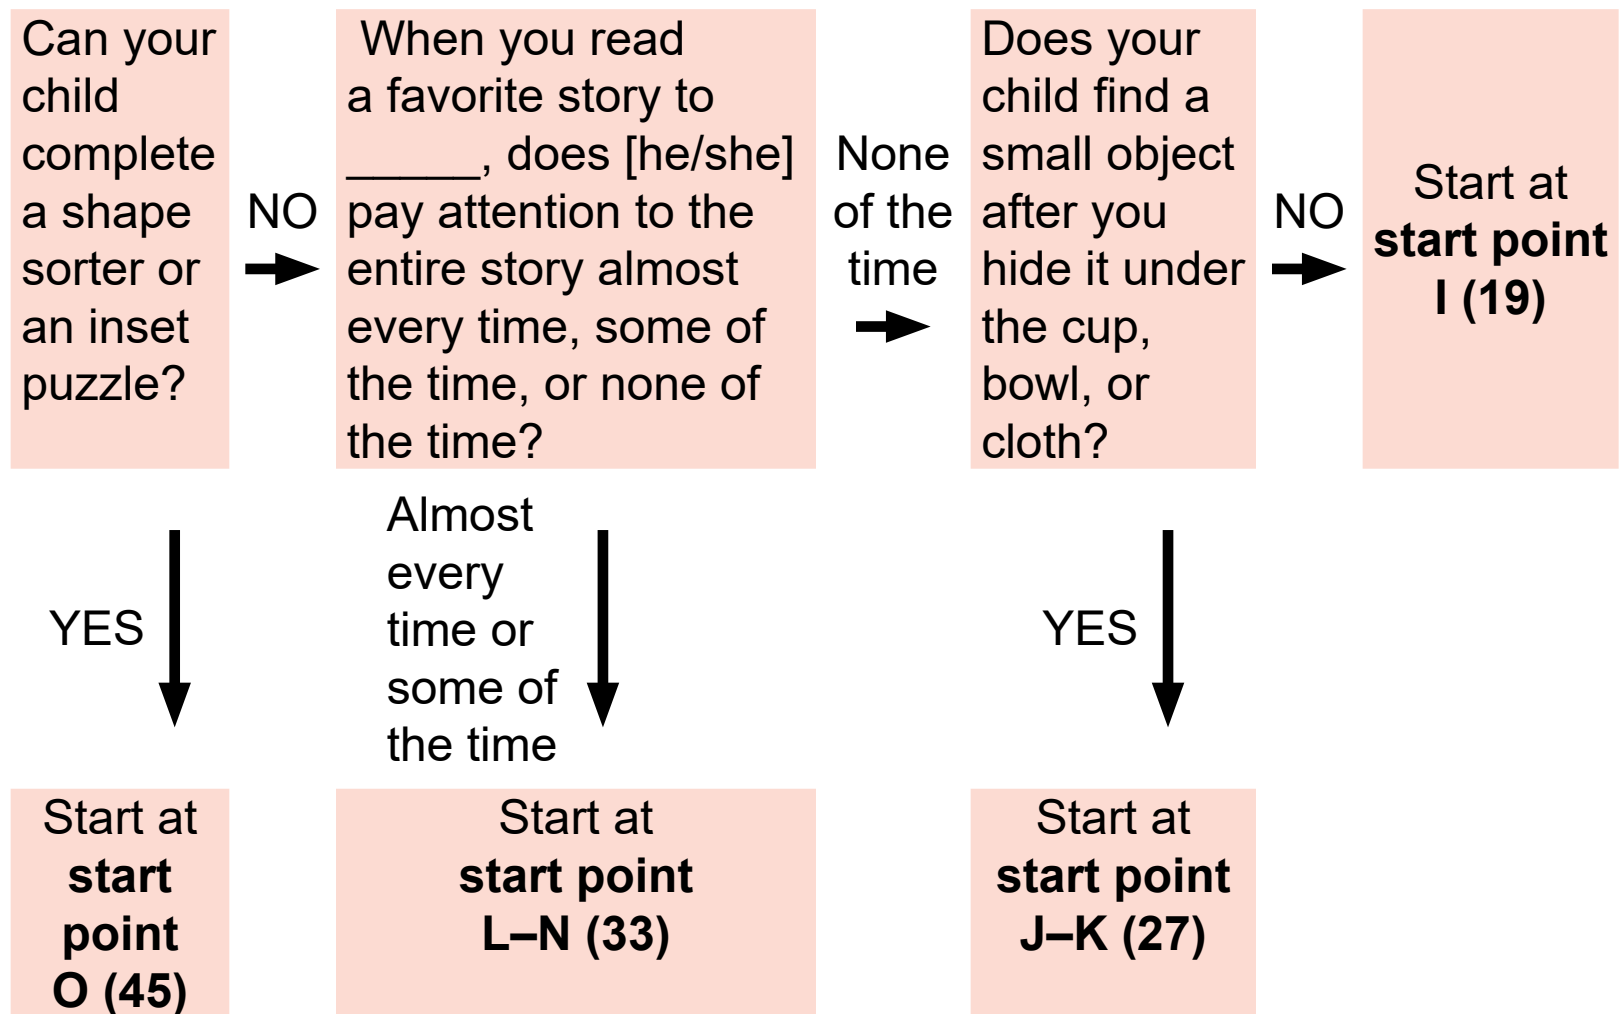 Can your
child
complete
a shape
sorter or
an inset
puzzle?
NO
When you read
a favorite story to
_____, does [he/she]
pay attention to the
entire story almost
every time, some of
the time, or none of
the time?
None
of the
time
Does your
child find a
small object
after you
hide it under
the cup,
bowl, or
cloth?
NO
Start at
start point
I (19)
YES
Almost
every
time or
some of
the time
YES
Start at
start
point
O (45)
Start at
start point
L–N (33)
Start at
start point
J–K (27)